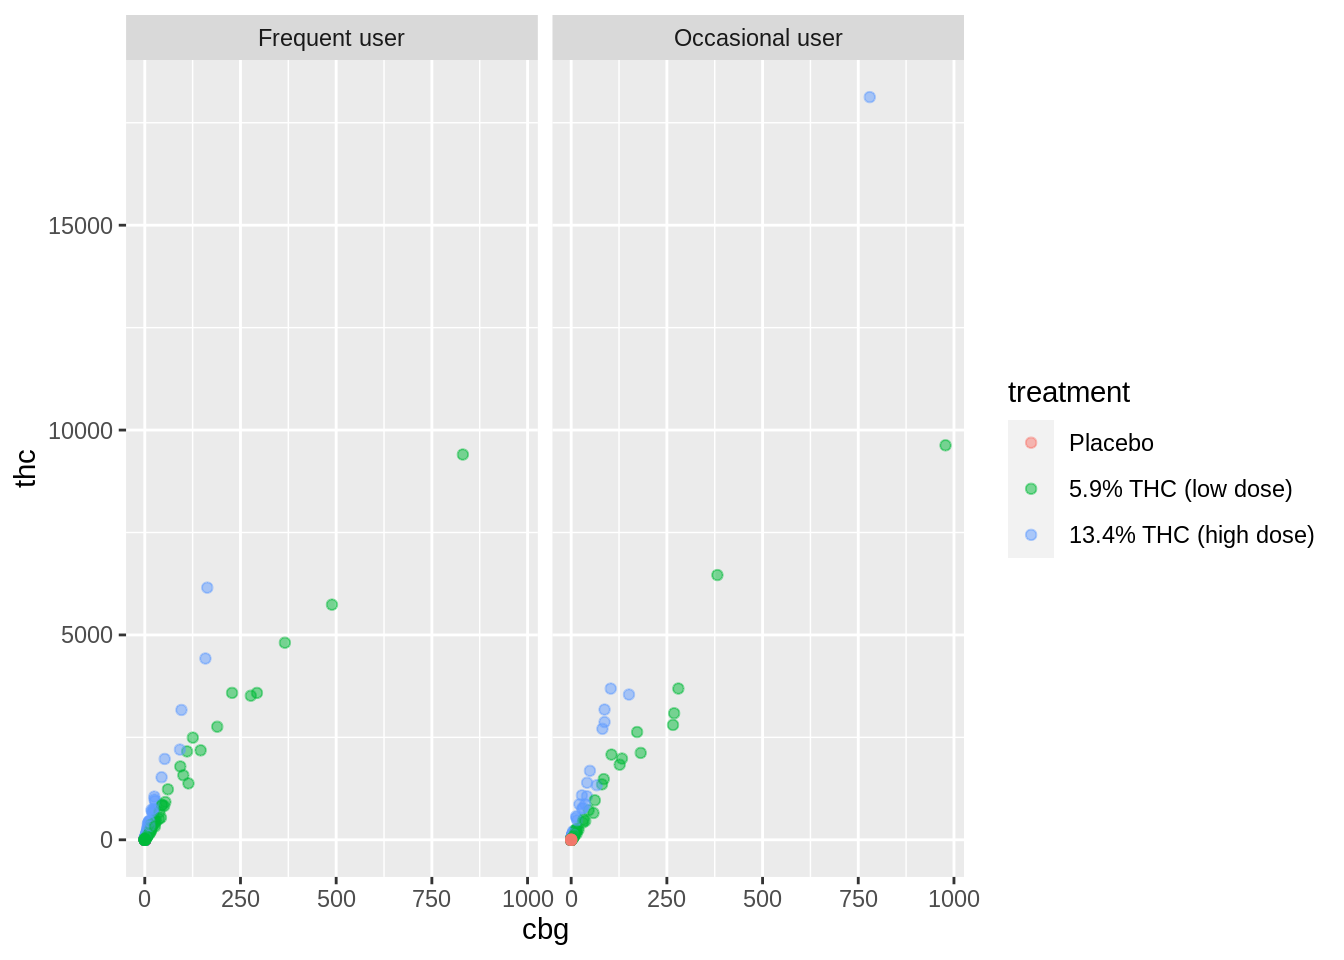 Frequent user
Occasional user
15000
10000
5000
0
thc
0
250
500
750
1000
0
250
500
750
1000
cbg
treatment
Placebo
5.9% THC (low dose)
13.4% THC (high dose)